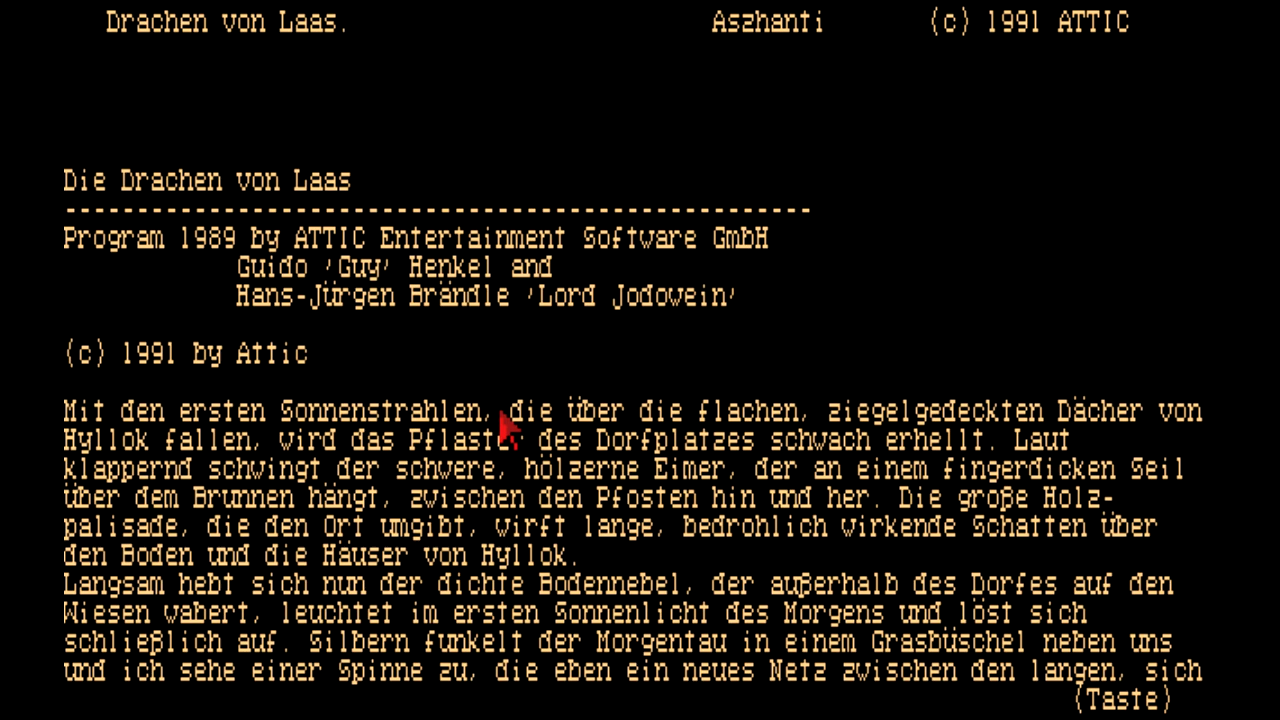 Drachen von Laas. Aszhanti (c) 1991 ATTIC
Die Drachen von Laas
----------------------------------------------------
Program 1989 by ATTIC Entertainment Software GmbH
Guido 'Guy' Henkel and
Hans-Jürgen Brändle 'Lord Jodowein'
(c) 1991 by Attic
Mit den ersten Sonnenstrahlen, die über die flachen, ziegelgedeckten Dächer von
Hyllok fallen, wird das Pflaster des Dorfplatzes schwach erhellt. Laut
klappernd schwingt der schwere, hölzerne Eimer, der an einem fingerdicken Seil
über dem Brunnen hängt, zwischen den Pfosten hin und her. Die große Holz-
palisade, die den Ort umgibt, wirft lange, bedrohlich wirkende Schatten über
den Boden und die Häuser von Hyllok.
Langsam hebt sich nun der dichte Bodennebel, der außerhalb des Dorfes auf den
Wiesen wabert, leuchtet im ersten Sonnenlicht des Morgens und löst sich
schließlich auf. Silbern funkelt der Morgentau in einem Grasbüschel neben uns
und ich sehe einer Spinne zu, die eben ein neues Netz zwischen den langen, sich
(Taste)